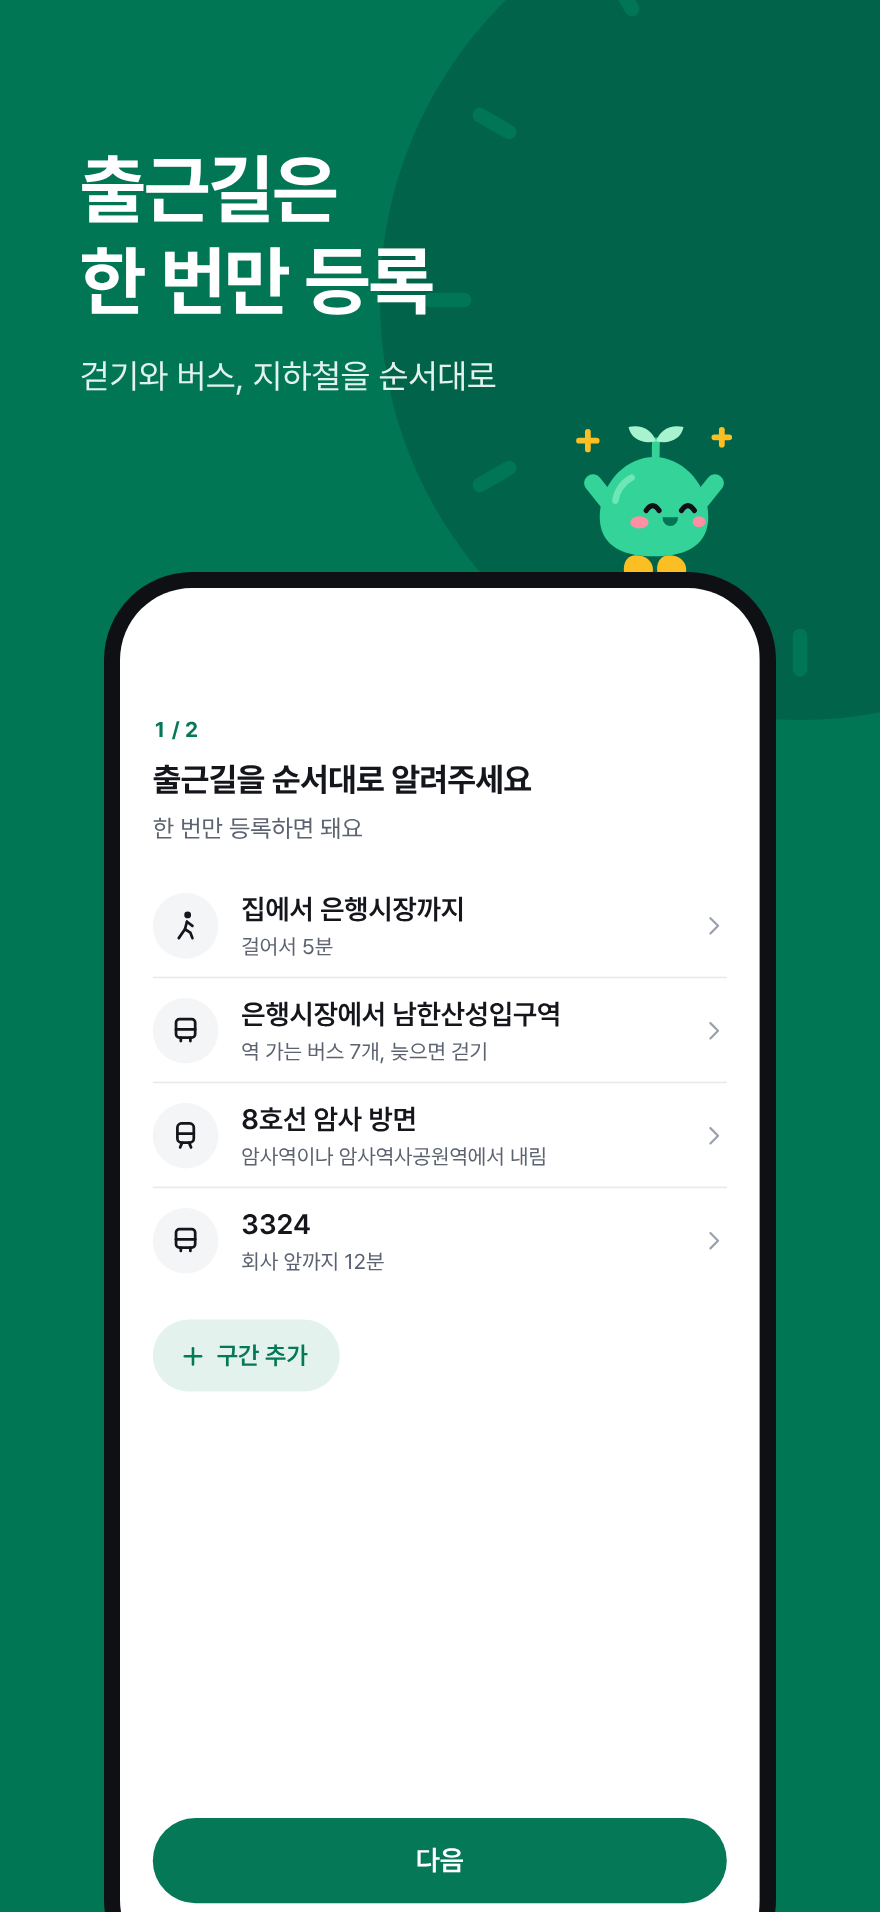 출근길은
한 번만 등록
걷기와 버스, 지하철을 순서대로
1 / 2
출근길을 순서대로 알려주세요
한 번만 등록하면 돼요
집에서 은행시장까지
걸어서 5분
은행시장에서 남한산성입구역
역 가는 버스 7개, 늦으면 걷기
8호선 암사 방면
암사역이나 암사역사공원역에서 내림
3324
회사 앞까지 12분
+ 구간 추가
다음